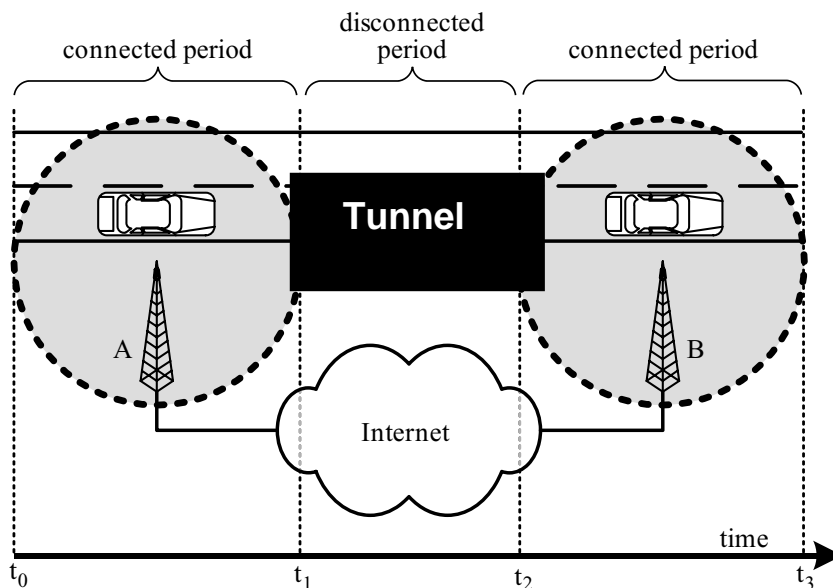 connected period
disconnected
period
connected period
Tunnel
A
B
Internet
time
t0
t1
t2
t3